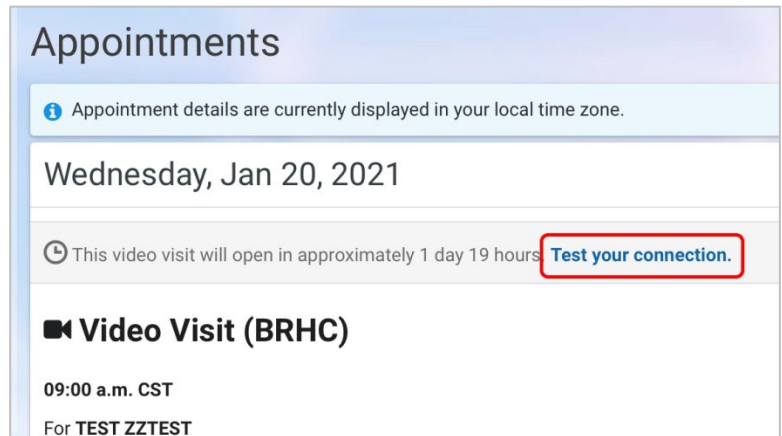 Appointments
Appointment details are currently displayed in your local time zone.
Wednesday, Jan 20, 2021
This video visit will open in approximately 1 day 19 hours. Test your connection.
Video Visit (BRHC)
09:00 a.m. CST
For TEST ZZTEST